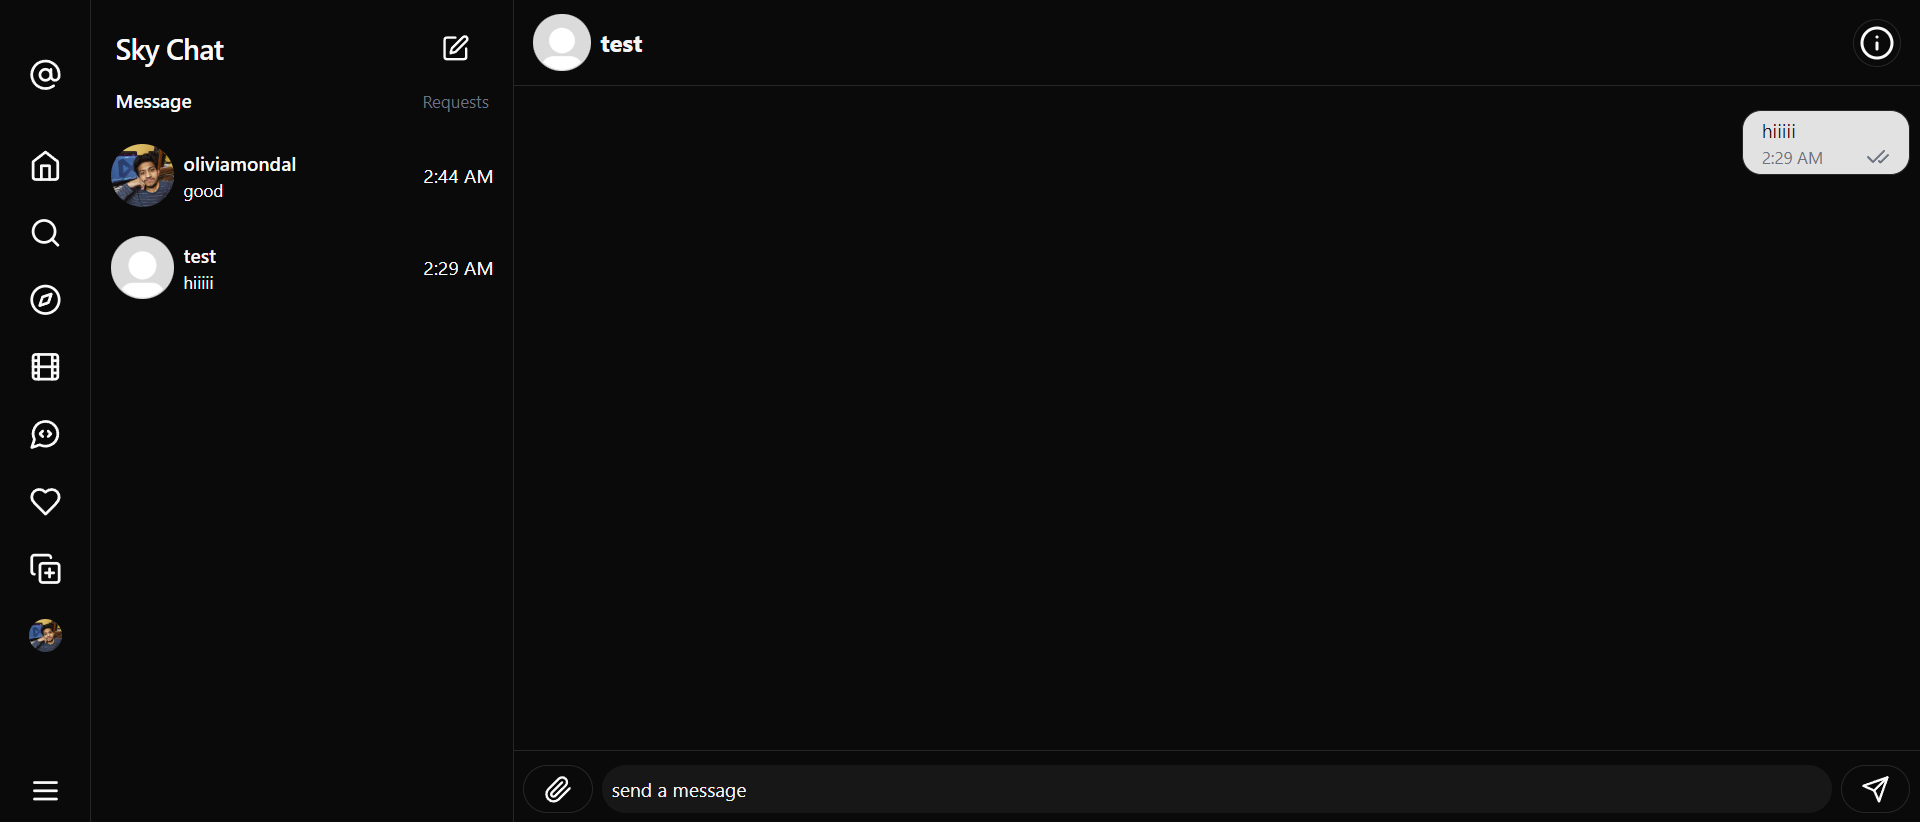 Sky Chat
Message
Requests
oliviamondal
good
2:44 AM
test
hiiiii
2:29 AM
test
hiiiii
2:29 AM
send a message